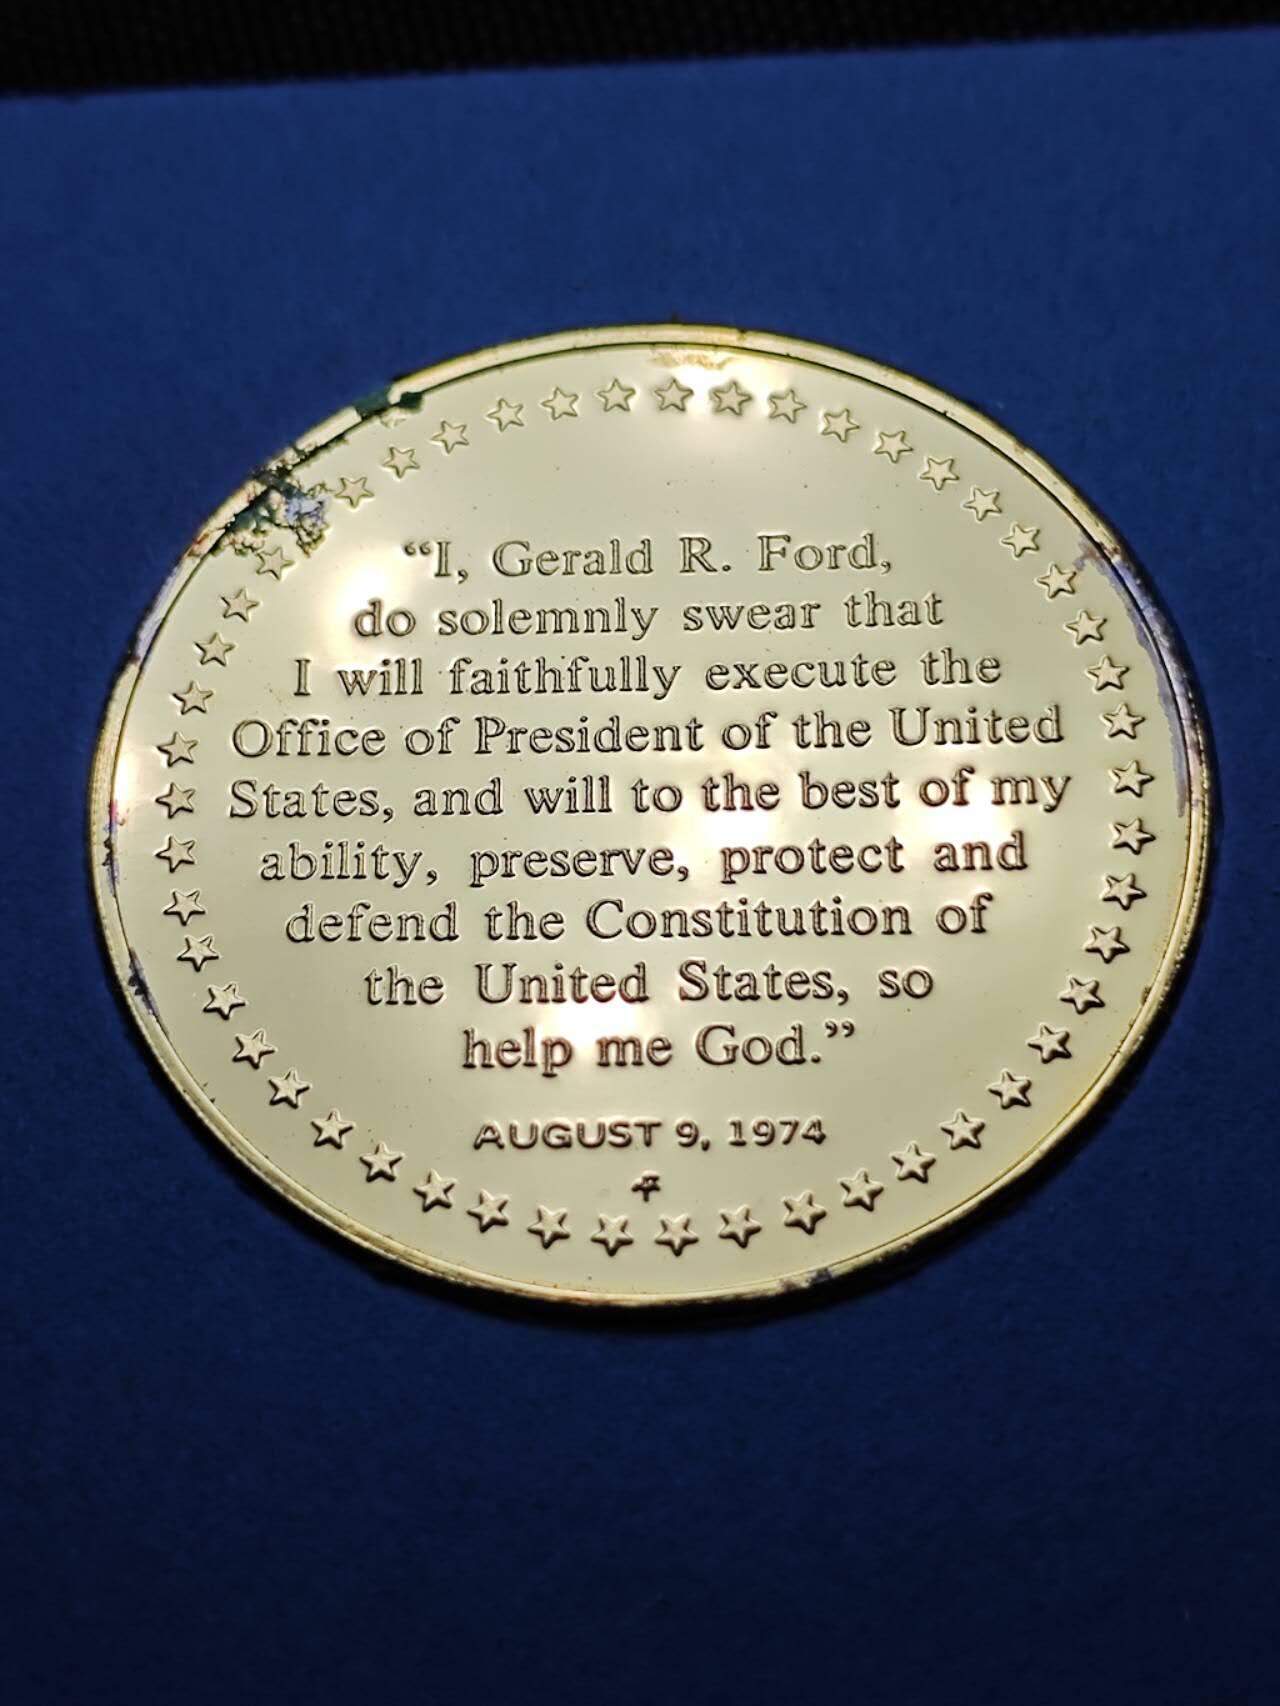 “I, Gerald R. Ford,
do solemnly swear that
I will faithfully execute the
Office of President of the United
States, and will to the best of my
ability, preserve, protect and
defend the Constitution of
the United States, so
help me God.”
AUGUST 9, 1974